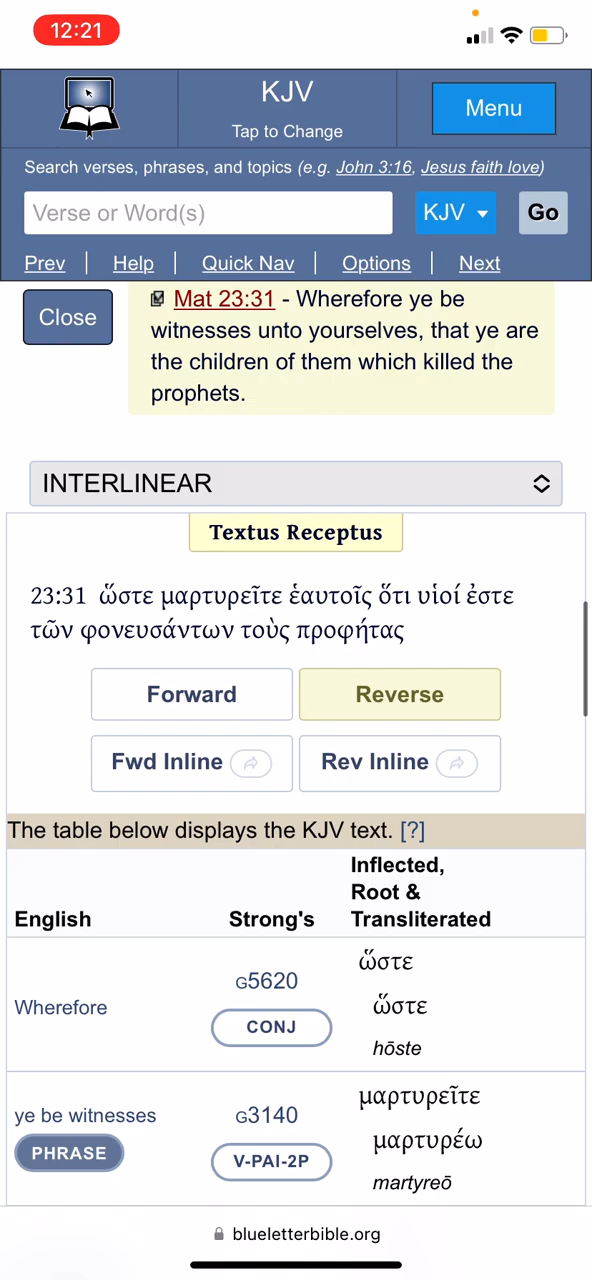 12:21
KJV
Tap to Change
Menu
Search verses, phrases, and topics (e.g. John 3:16, Jesus faith love)
Verse or Word(s)
KJV
Go
Prev | Help | Quick Nav | Options | Next
Close
Mat 23:31 - Wherefore ye be
witnesses unto yourselves, that ye are
the children of them which killed the
prophets.
INTERLINEAR
Textus Receptus
23:31 ὥστε μαρτυρεῖτε ἑαυτοῖς ὅτι υἱοί ἐστε
τῶν φονευσάντων τοὺς προφήτας
Forward
Reverse
Fwd Inline
Rev Inline
The table below displays the KJV text. [?]
English
Strong's
Inflected,
Root &
Transliterated
Wherefore
G5620
CONJ
ὥστε
ὥστε
hōste
ye be witnesses
PHRASE
G3140
V-PAI-2P
μαρτυρεῖτε
μαρτυρέω
martyreō
blueletterbible.org